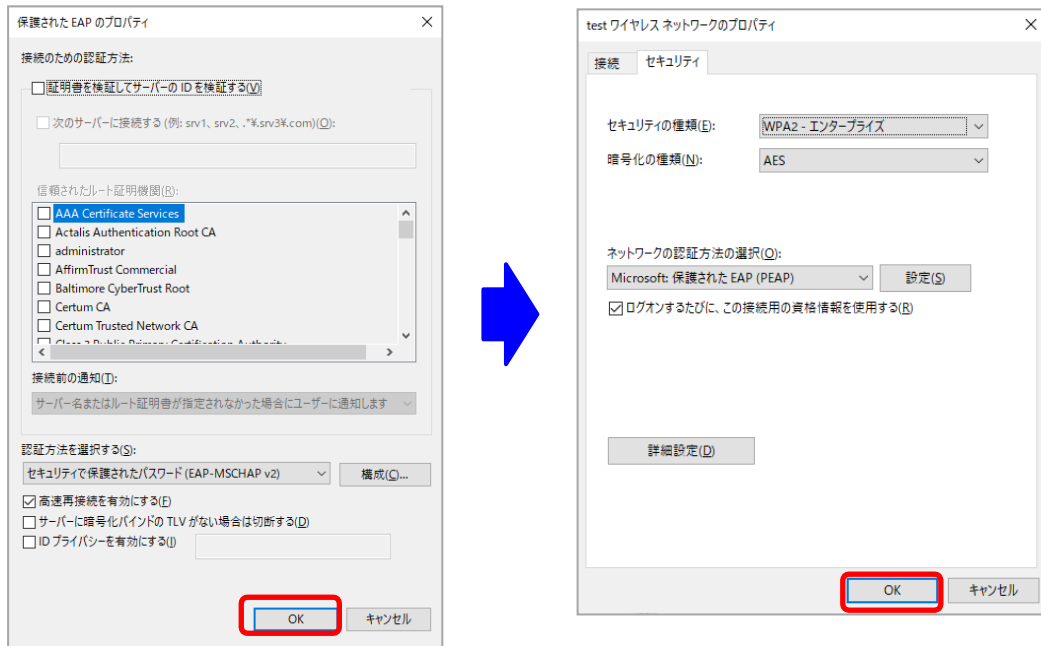 保護された EAP のプロパティ
接続のための認証方法:
証明書を検証してサーバーの ID を検証する(V)
次のサーバーに接続する (例: srv1、srv2、.*¥.srv3¥.com)(O):
信頼されたルート証明機関(R):
AAA Certificate Services
Actalis Authentication Root CA
administrator
AffirmTrust Commercial
Baltimore CyberTrust Root
Certum CA
Certum Trusted Network CA
Class 3 Public Primary Certification Authority
接続前の通知(T):
サーバー名またはルート証明書が指定されなかった場合にユーザーに通知します
認証方法を選択する(S):
セキュリティで保護されたパスワード (EAP-MSCHAP v2)
構成(C)...
高速再接続を有効にする(F)
サーバーに暗号化バインドの TLV がない場合は切断する(D)
ID プライバシーを有効にする(I)
OK
キャンセル
test ワイヤレス ネットワークのプロパティ
接続
セキュリティ
セキュリティの種類(E):
WPA2 - エンタープライズ
暗号化の種類(N):
AES
ネットワークの認証方法の選択(O):
Microsoft: 保護された EAP (PEAP)
設定(S)
ログオンするたびに、この接続用の資格情報を使用する(R)
詳細設定(D)
OK
キャンセル